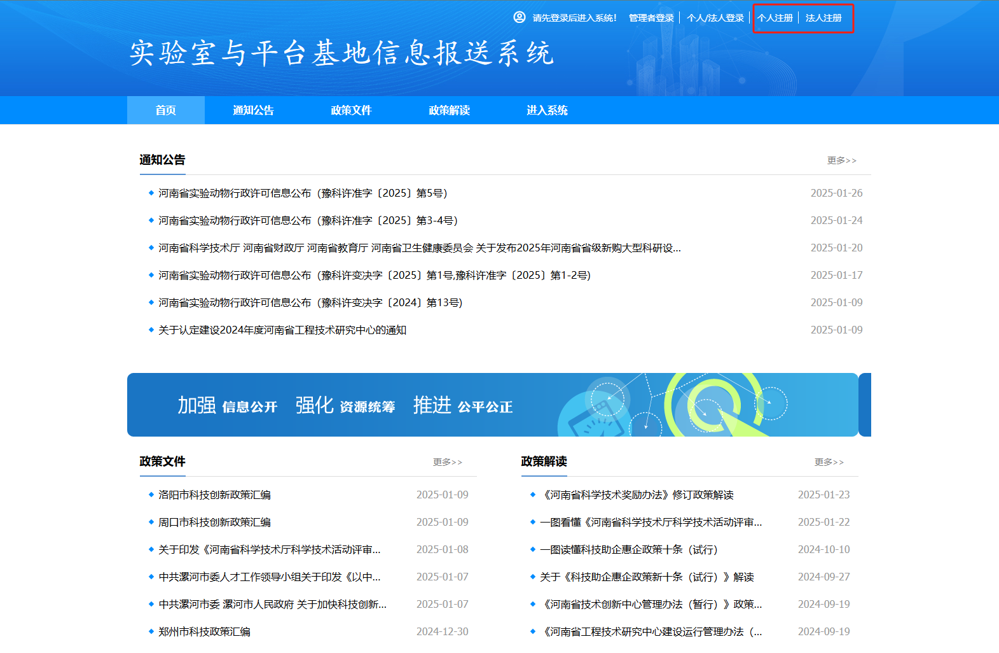 请先登录后进入系统! 管理者登录 个人/法人登录 个人注册 法人注册
实验室与平台基地信息报送系统
首页 通知公告 政策文件 政策解读 进入系统
通知公告 更多>>
河南省实验动物行政许可信息公布（豫科许准字〔2025〕第5号） 2025-01-26
河南省实验动物行政许可信息公布（豫科许准字〔2025〕第3-4号） 2025-01-24
河南省科学技术厅 河南省财政厅 河南省教育厅 河南省卫生健康委员会 关于发布2025年河南省省级新购大型科研设... 2025-01-20
河南省实验动物行政许可信息公布（豫科许变决字〔2025〕第1号,豫科许准字〔2025〕第1-2号) 2025-01-17
河南省实验动物行政许可信息公布（豫科许变决字〔2024〕第13号) 2025-01-09
关于认定建设2024年度河南省工程技术研究中心的通知 2025-01-09
加强 信息公开 强化 资源统筹 推进 公平公正
政策文件 更多>>
洛阳市科技创新政策汇编 2025-01-09
周口市科技创新政策汇编 2025-01-09
关于印发《河南省科学技术厅科学技术活动评审... 2025-01-08
中共漯河市委人才工作领导小组关于印发《以中... 2025-01-07
中共漯河市委 漯河市人民政府 关于加快科技创新... 2025-01-07
郑州市科技政策汇编 2024-12-30
政策解读 更多>>
《河南省科学技术奖励办法》修订政策解读 2025-01-23
一图看懂《河南省科学技术厅科学技术活动评审... 2025-01-22
一图读懂科技助企惠企政策十条（试行） 2024-10-10
关于《科技助企惠企政策新十条（试行）》解读 2024-09-27
《河南省技术创新中心管理办法（暂行）》政策... 2024-09-19
《河南省工程技术研究中心建设运行管理办法（... 2024-09-19